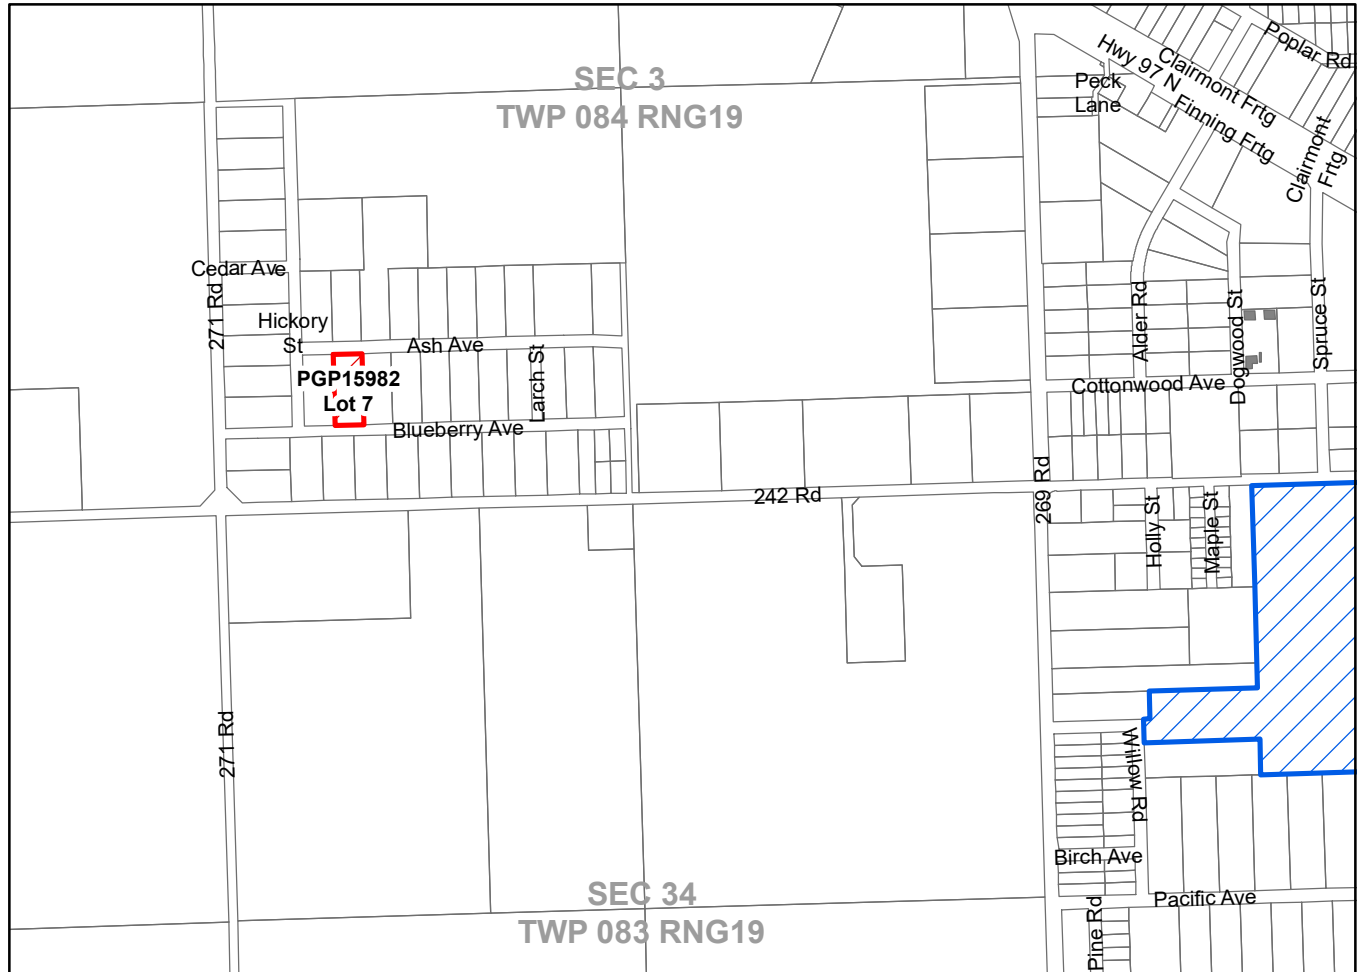 SEC 3
TWP 084 RNG19
Poplar Rd
Hwy 97 N
Clairmont Frtg
Peck
Lane
Finning Frtg
Clairmont
Frtg
Cedar Ave
271 Rd
Hickory
St
Ash Ave
Larch St
PGP15982
Lot 7
Blueberry Ave
Alder Rd
Dogwood St
Spruce St
Cottonwood Ave
242 Rd
269 Rd
Holly St
Maple St
271 Rd
Willow Rd
Birch Ave
Pacific Ave
Pine Rd
SEC 34
TWP 083 RNG19